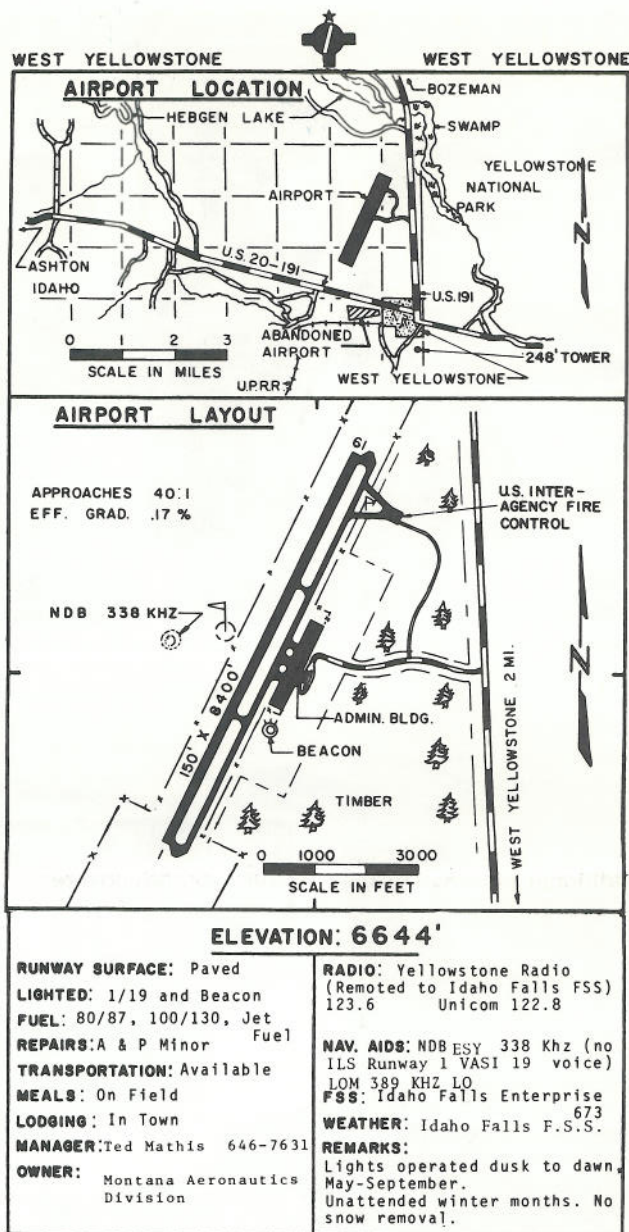 WEST YELLOWSTONE
WEST YELLOWSTONE
AIRPORT LOCATION
BOZEMAN
HEBGEN LAKE
SWAMP
YELLOWSTONE
NATIONAL
PARK
AIRPORT
N
U.S. 20-191
ASHTON
IDAHO
U.S.191
ABANDONED
AIRPORT
248' TOWER
0 1 2 3
SCALE IN MILES
WEST YELLOWSTONE
U.P.R.R.
AIRPORT LAYOUT
19
APPROACHES 40:1
EFF. GRAD. .17 %
U.S. INTER-
AGENCY FIRE
CONTROL
NDB 338 KHZ
N
150' X 8400'
ADMIN. BLDG.
BEACON
TIMBER
WEST YELLOWSTONE 2 MI.
0 1000 3000
SCALE IN FEET
1
ELEVATION: 6644'
RUNWAY SURFACE: Paved
LIGHTED: 1/19 and Beacon
FUEL: 80/87, 100/130, Jet
Fuel
REPAIRS: A & P Minor
TRANSPORTATION: Available
MEALS: On Field
LODGING: In Town
MANAGER: Ted Mathis 646-7631
OWNER: Montana Aeronautics
Division
RADIO: Yellowstone Radio
(Remoted to Idaho Falls FSS)
123.6 Unicom 122.8
NAV. AIDS: NDB ESY 338 Khz (no
ILS Runway 1 VASI 19 voice)
LOM 389 KHZ LO
FSS: Idaho Falls Enterprise
673
WEATHER: Idaho Falls F.S.S.
REMARKS:
Lights operated dusk to dawn,
May-September.
Unattended winter months. No
snow removal.